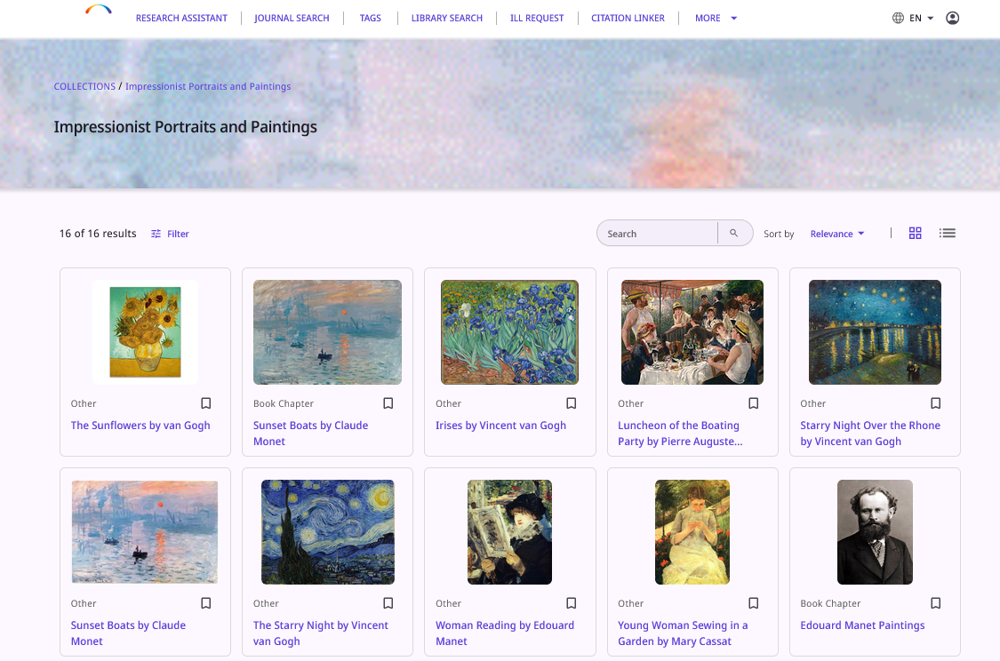 RESEARCH ASSISTANT JOURNAL SEARCH TAGS LIBRARY SEARCH ILL REQUEST CITATION LINKER MORE EN
COLLECTIONS / Impressionist Portraits and Paintings
Impressionist Portraits and Paintings
16 of 16 results Filter Search Sort by Relevance
Other
The Sunflowers by van Gogh
Book Chapter
Sunset Boats by Claude
Monet
Other
Irises by Vincent van Gogh
Other
Luncheon of the Boating
Party by Pierre Auguste...
Other
Starry Night Over the Rhone
by Vincent van Gogh
Other
Sunset Boats by Claude
Monet
Other
The Starry Night by Vincent
van Gogh
Other
Woman Reading by Edouard
Manet
Other
Young Woman Sewing in a
Garden by Mary Cassat
Book Chapter
Edouard Manet Paintings